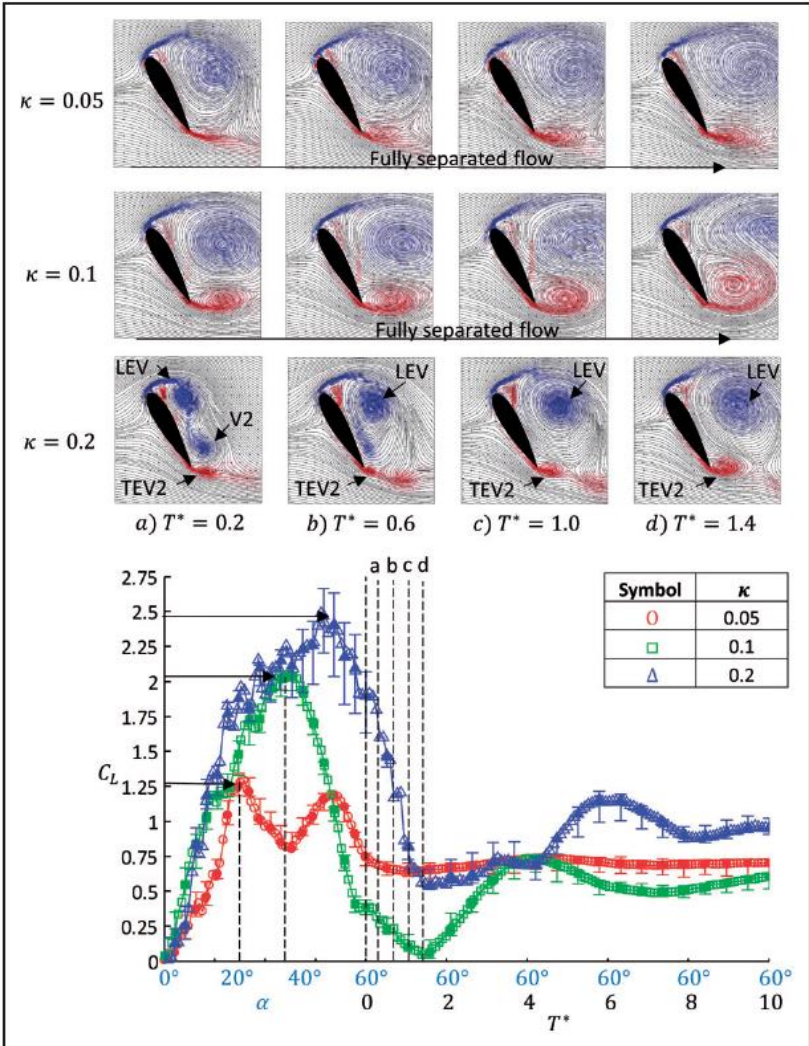 κ = 0.05
Fully separated flow
κ = 0.1
Fully separated flow
LEV
V2
TEV2
LEV
TEV2
LEV
LEV
TEV2
κ = 0.2
a) T* = 0.2
b) T* = 0.6
c) T* = 1.0
d) T* = 1.4
a b c d
2.75
2.5
2.25
2
1.75
1.5
1.25
C_L
1
0.75
0.5
0.25
0
Symbol κ
0.05
0.1
0.2
0° 20° 40° 60° 60° 60° 60° 60°
α 0 2 4 6 8 10
T*